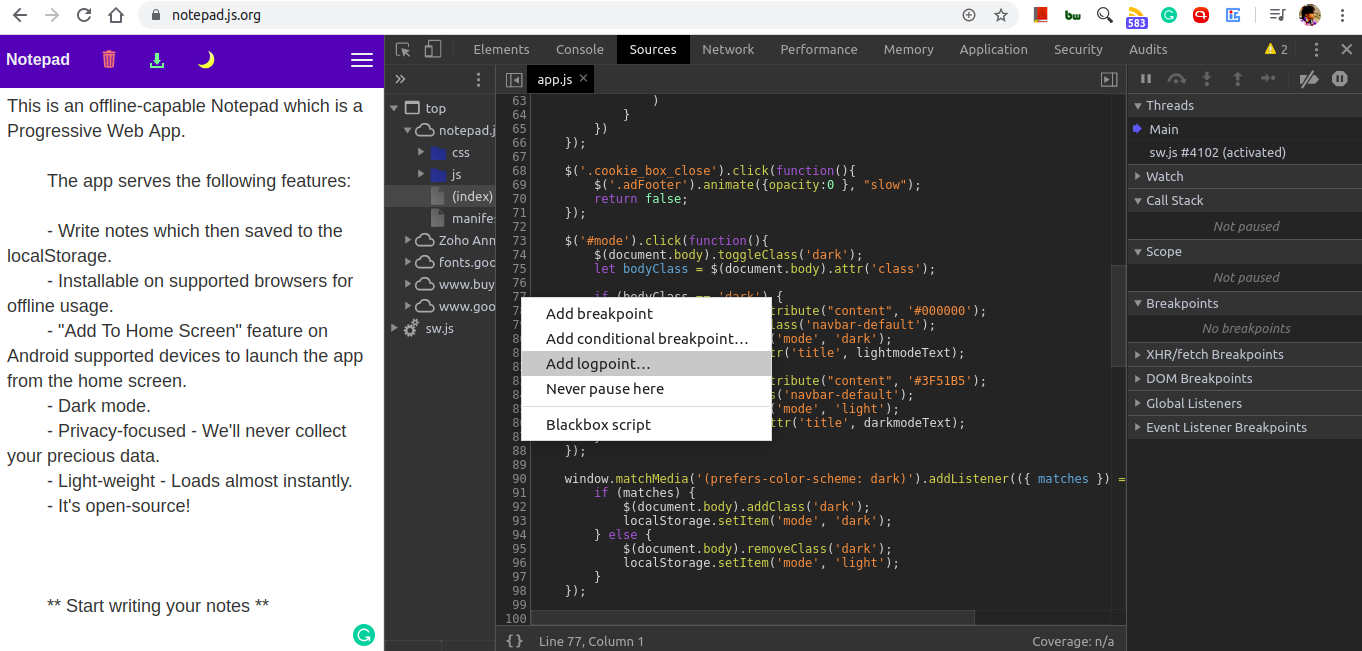 notepad.js.org
bw
583
Notepad
This is an offline-capable Notepad which is a
Progressive Web App.
The app serves the following features:
- Write notes which then saved to the
localStorage.
- Installable on supported browsers for
offline usage.
- "Add To Home Screen" feature on
Android supported devices to launch the app
from the home screen.
- Dark mode.
- Privacy-focused - We'll never collect
your precious data.
- Light-weight - Loads almost instantly.
- It's open-source!
** Start writing your notes **
Elements Console Sources Network Performance Memory Application Security Audits 2
top
notepad.j
css
js
(index)
manifes
Zoho Ann
fonts.goo
www.buy
www.goo
sw.js
app.js
63 )
64 }
65 })
66 });
67
68 $('.cookie_box_close').click(function(){
69 $('.adFooter').animate({opacity:0 }, "slow");
70 return false;
71 });
72
73 $('#mode').click(function(){
74 $(document.body).toggleClass('dark');
75 let bodyClass = $(document.body).attr('class');
76
77 if (bodyClass == 'dark') {
tribute("content", '#000000');
lass('navbar-default');
'mode', 'dark');
tr('title', lightmodeText);
tribute("content", '#3F51B5');
s('navbar-default');
'mode', 'light');
ttr('title', darkmodeText);
88 });
89
90 window.matchMedia('(prefers-color-scheme: dark)').addListener(({ matches }) =
91 if (matches) {
92 $(document.body).addClass('dark');
93 localStorage.setItem('mode', 'dark');
94 } else {
95 $(document.body).removeClass('dark');
96 localStorage.setItem('mode', 'light');
97 }
98 });
99
100
Add breakpoint
Add conditional breakpoint...
Add logpoint...
Never pause here
Blackbox script
{} Line 77, Column 1
Coverage: n/a
Threads
Main
sw.js #4102 (activated)
Watch
Call Stack
Not paused
Scope
Not paused
Breakpoints
No breakpoints
XHR/fetch Breakpoints
DOM Breakpoints
Global Listeners
Event Listener Breakpoints